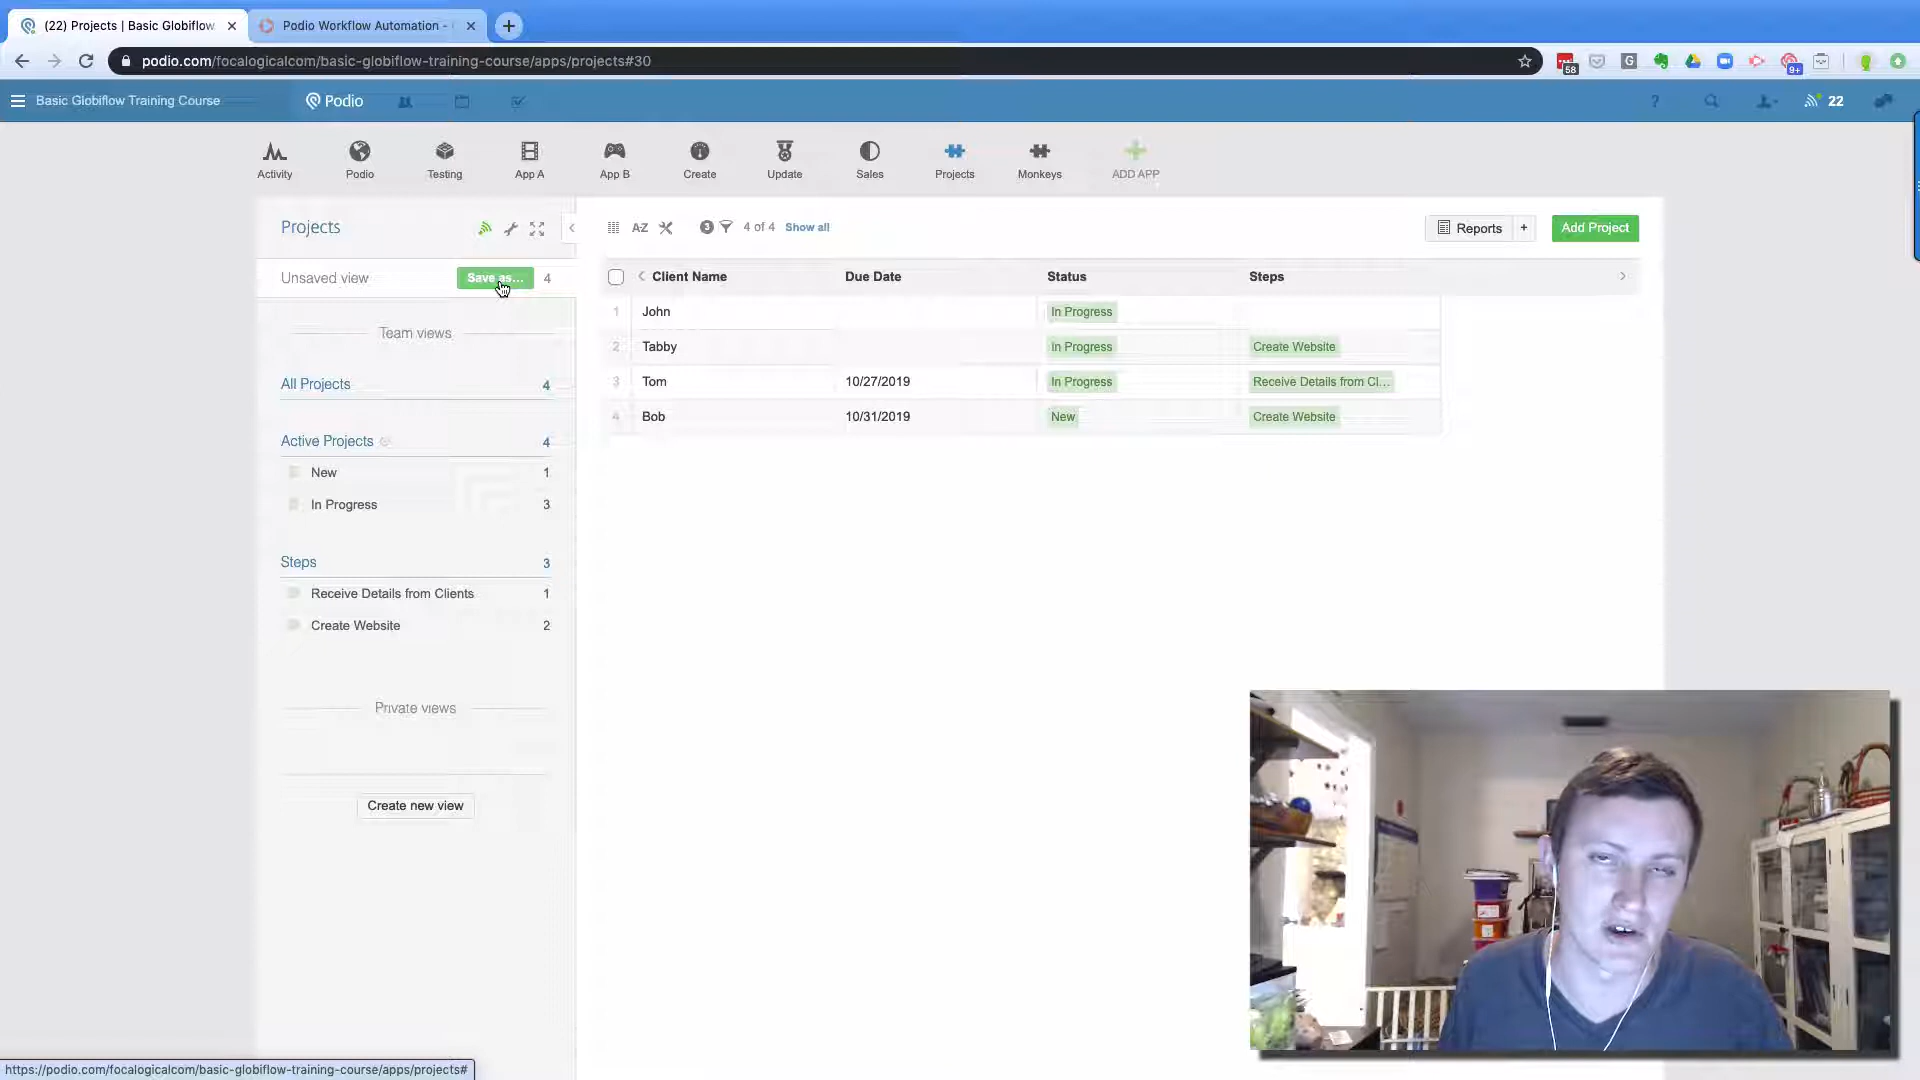 (22) Projects | Basic Globiflow
Podio Workflow Automation -
podio.com/focalogicalcom/basic-globiflow-training-course/apps/projects#30
58
G
9+
Basic Globiflow Training Course
Podio
?
22
Activity
Podio
Testing
App A
App B
Create
Update
Sales
Projects
Monkeys
ADD APP
Projects
A-Z
3
4 of 4
Show all
Reports
+
Add Project
Unsaved view
Save as...
4
Client Name
Due Date
Status
Steps
1
John
In Progress
2
Tabby
In Progress
Create Website
3
Tom
10/27/2019
In Progress
Receive Details from Cl...
4
Bob
10/31/2019
New
Create Website
Team views
All Projects
4
Active Projects
4
New
1
In Progress
3
Steps
3
Receive Details from Clients
1
Create Website
2
Private views
Create new view
https://podio.com/focalogicalcom/basic-globiflow-training-course/apps/projects#